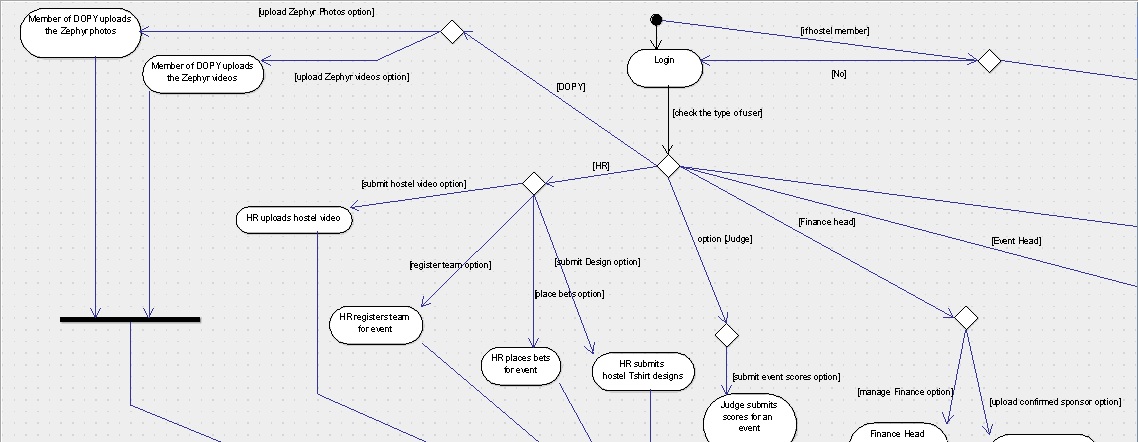 [upload Zephyr Photos option]
Member of DOPY uploads
the Zephyr photos
[if hostel member]
Login
Member of DOPY uploads
the Zephyr videos
[upload Zephyr videos option]
[No]
[DOPY]
[check the type of user]
[HR]
[submit hostel video option]
HR uploads hostel video
[Finance head]
option [Judge]
[Event Head]
[register team option]
[submit Design option]
[place bets option]
HR registers team
for event
HR places bets
for event
HR submits
hostel Tshirt designs
[submit event scores option]
[manage Finance option]
[upload confirmed sponsor option]
Judge submits
scores for an
event
Finance Head